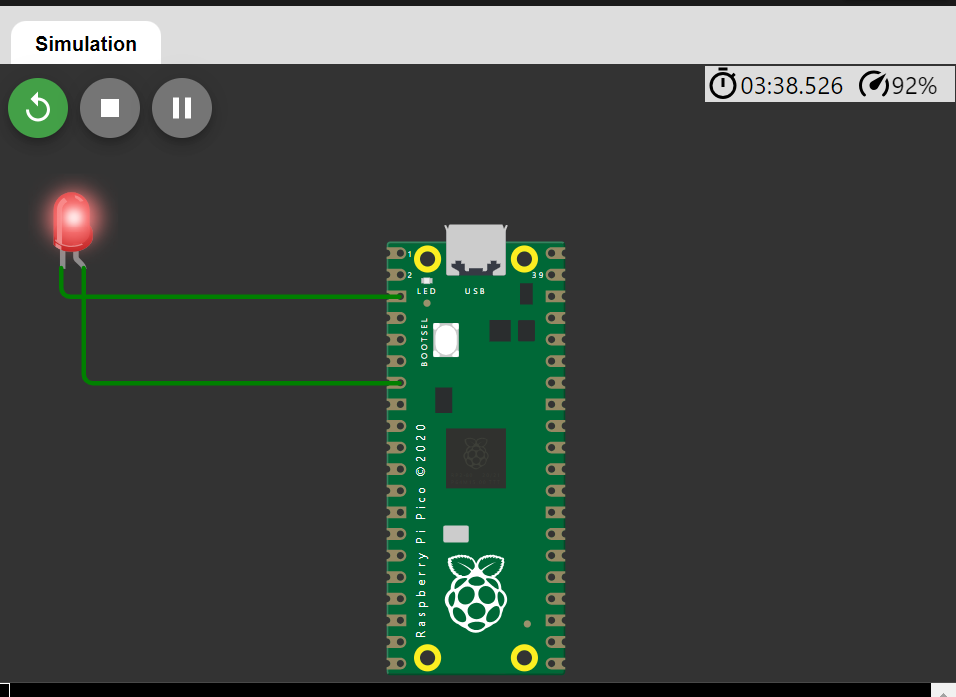 Simulation
03:38.526 92%
1
2
39
LED USB
BOOTSEL
Raspberry Pi Pico ©2020